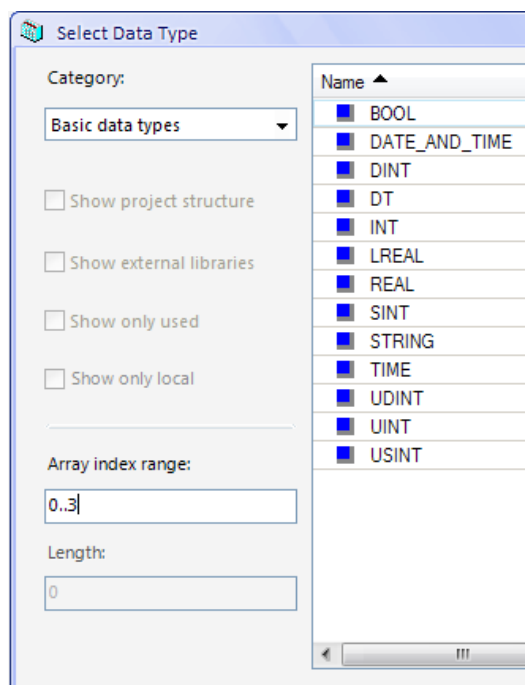 Select Data Type
Category:
Basic data types
Show project structure
Show external libraries
Show only used
Show only local
Array index range:
0..3
Length:
0
Name
BOOL
DATE_AND_TIME
DINT
DT
INT
LREAL
REAL
SINT
STRING
TIME
UDINT
UINT
USINT